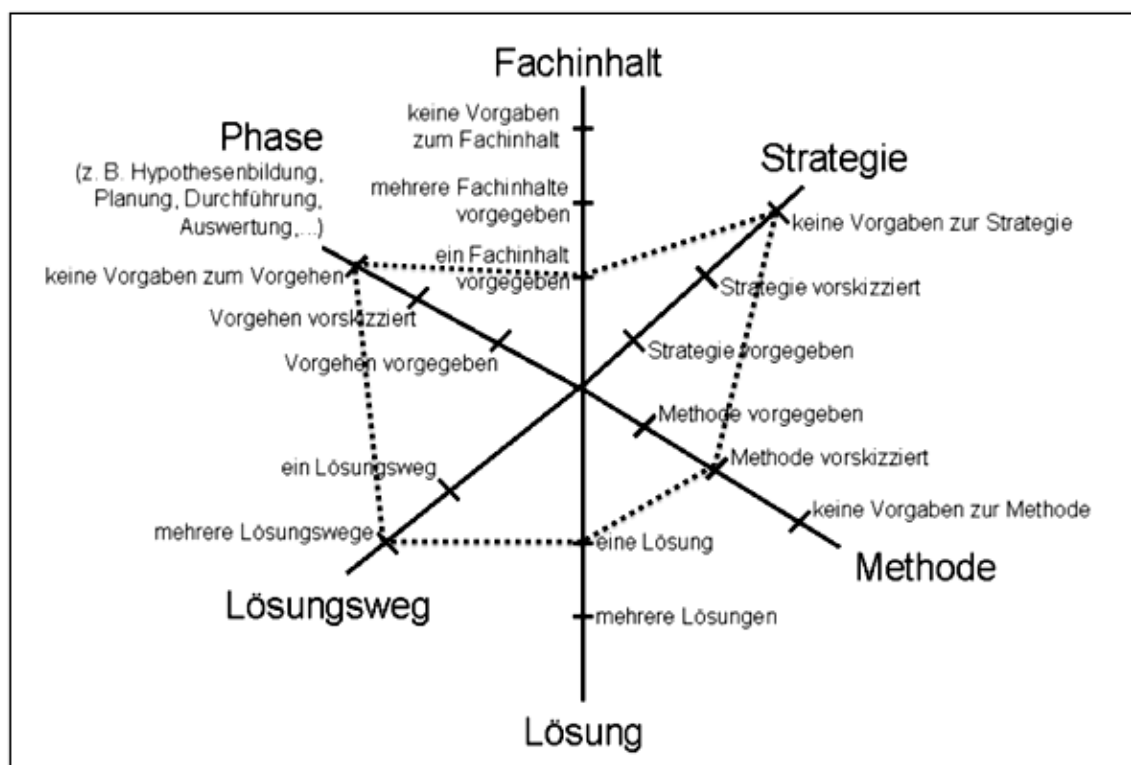 Fachinhalt
keine Vorgaben
zum Fachinhalt
mehrere Fachinhalte
vorgegeben
ein Fachinhalt
vorgegeben
Phase
(z. B. Hypothesenbildung,
Planung, Durchführung,
Auswertung,...)
keine Vorgaben zum Vorgehen
Vorgehen vorskizziert
Vorgehen vorgegeben
Strategie
keine Vorgaben zur Strategie
Strategie vorskizziert
Strategie vorgegeben
Methode vorgegeben
Methode vorskizziert
keine Vorgaben zur Methode
Methode
ein Lösungsweg
mehrere Lösungswege
Lösungsweg
eine Lösung
mehrere Lösungen
Lösung